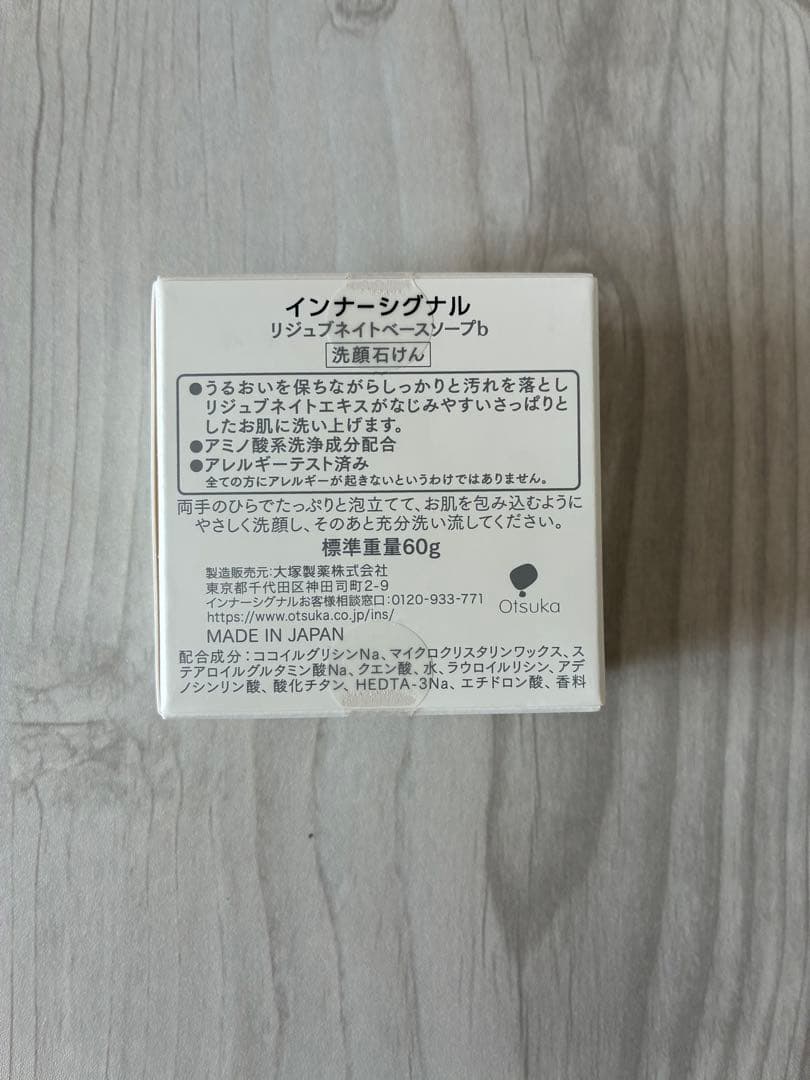 インナーシグナル
リジュブネイトベースソープb
洗顔石けん
●うるおいを保ちながらしっかりと汚れを落とし
リジュブネイトエキスがなじみやすいさっぱりと
したお肌に洗い上げます。
●アミノ酸系洗浄成分配合
●アレルギーテスト済み
全ての方にアレルギーが起きないというわけではありません。
両手のひらでたっぷりと泡立てて、お肌を包み込むように
やさしく洗顔し、そのあと充分洗い流してください。
標準重量60g
製造販売元:大塚製薬株式会社
東京都千代田区神田司町2-9
インナーシグナルお客様相談窓口:0120-933-771
https://www.otsuka.co.jp/ins/
Otsuka
MADE IN JAPAN
配合成分:ココイルグリシンNa、マイクロクリスタリンワックス、ス
テアロイルグルタミン酸Na、クエン酸、水、ラウロイルリシン、アデ
ノシンリン酸、酸化チタン、HEDTA-3Na、エチドロン酸、香料